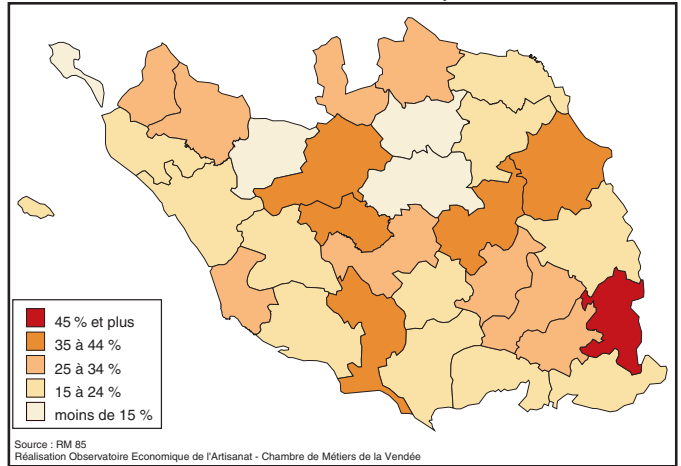 45 % et plus
35 à 44 %
25 à 34 %
15 à 24 %
moins de 15 %
Source : RM 85
Réalisation Observatoire Economique de l'Artisanat - Chambre de Métiers de la Vendée